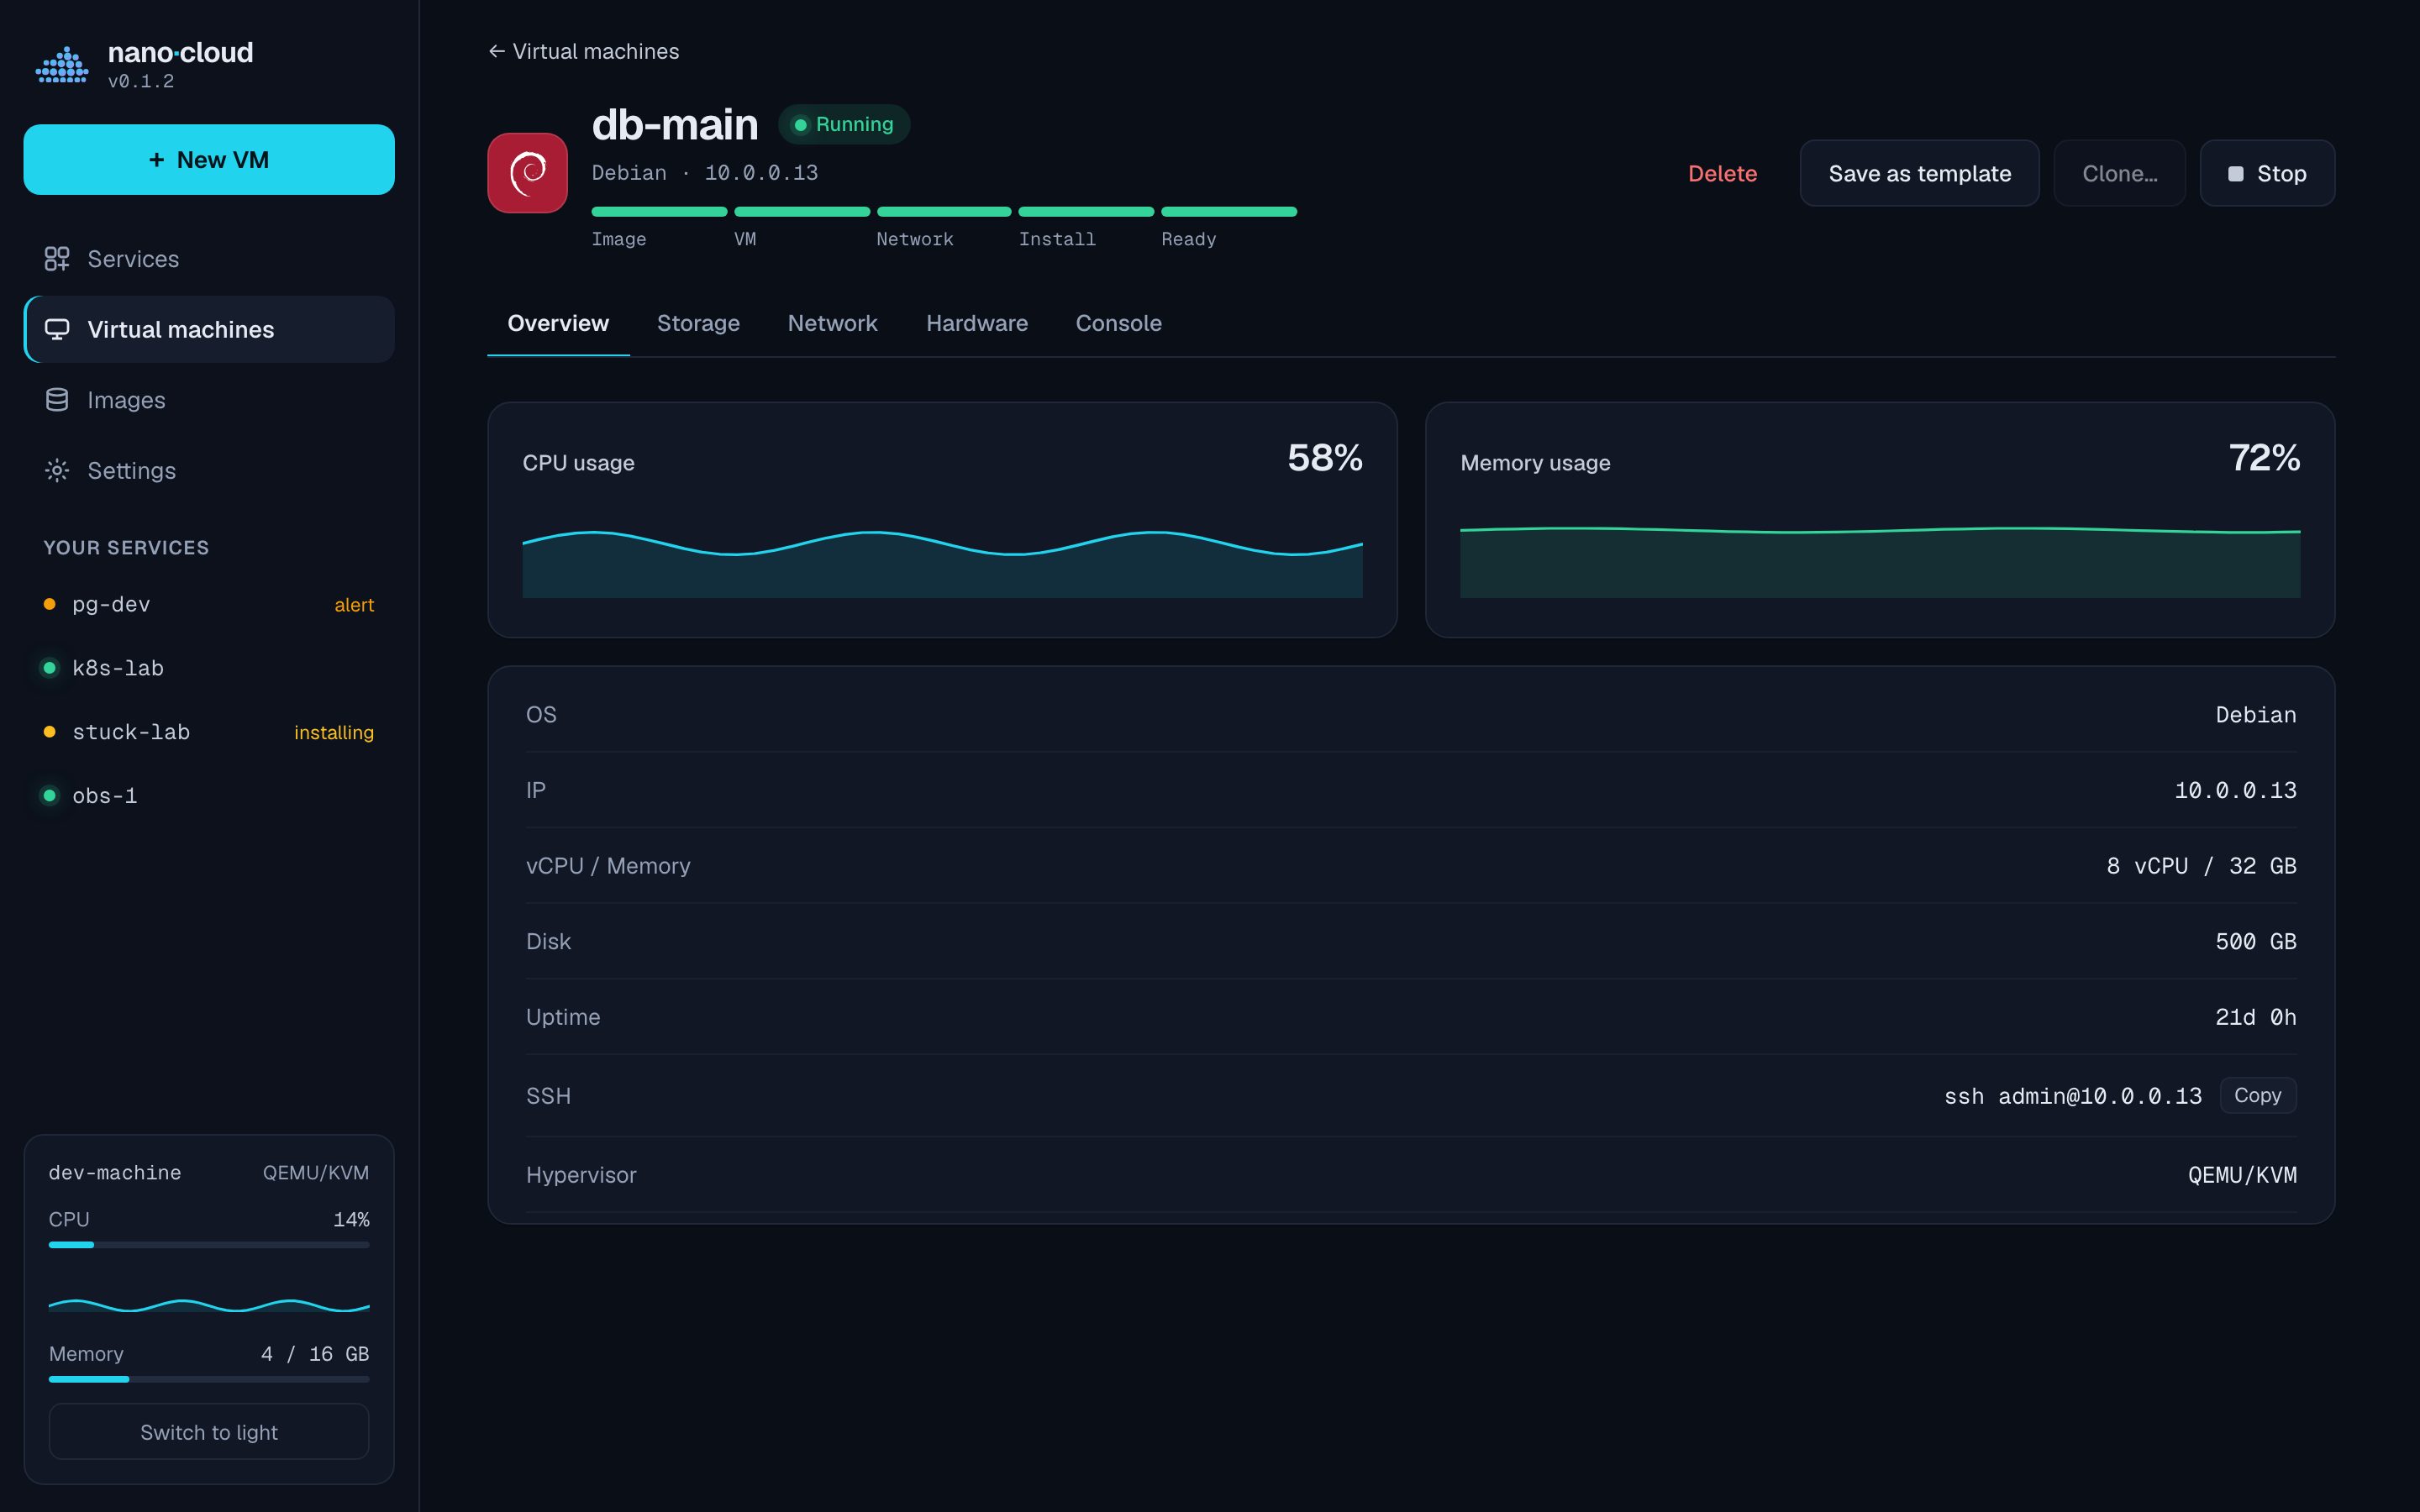 nano·cloud
v0.1.2
+ New VM
Services
Virtual machines
Images
Settings
YOUR SERVICES
pg-dev alert
k8s-lab
stuck-lab installing
obs-1
dev-machine QEMU/KVM
CPU 14%
Memory 4 / 16 GB
Switch to light
← Virtual machines
db-main Running
Debian · 10.0.0.13
Image VM Network Install Ready
Delete Save as template Clone… Stop
Overview Storage Network Hardware Console
CPU usage 58%
Memory usage 72%
OS Debian
IP 10.0.0.13
vCPU / Memory 8 vCPU / 32 GB
Disk 500 GB
Uptime 21d 0h
SSH ssh admin@10.0.0.13 Copy
Hypervisor QEMU/KVM